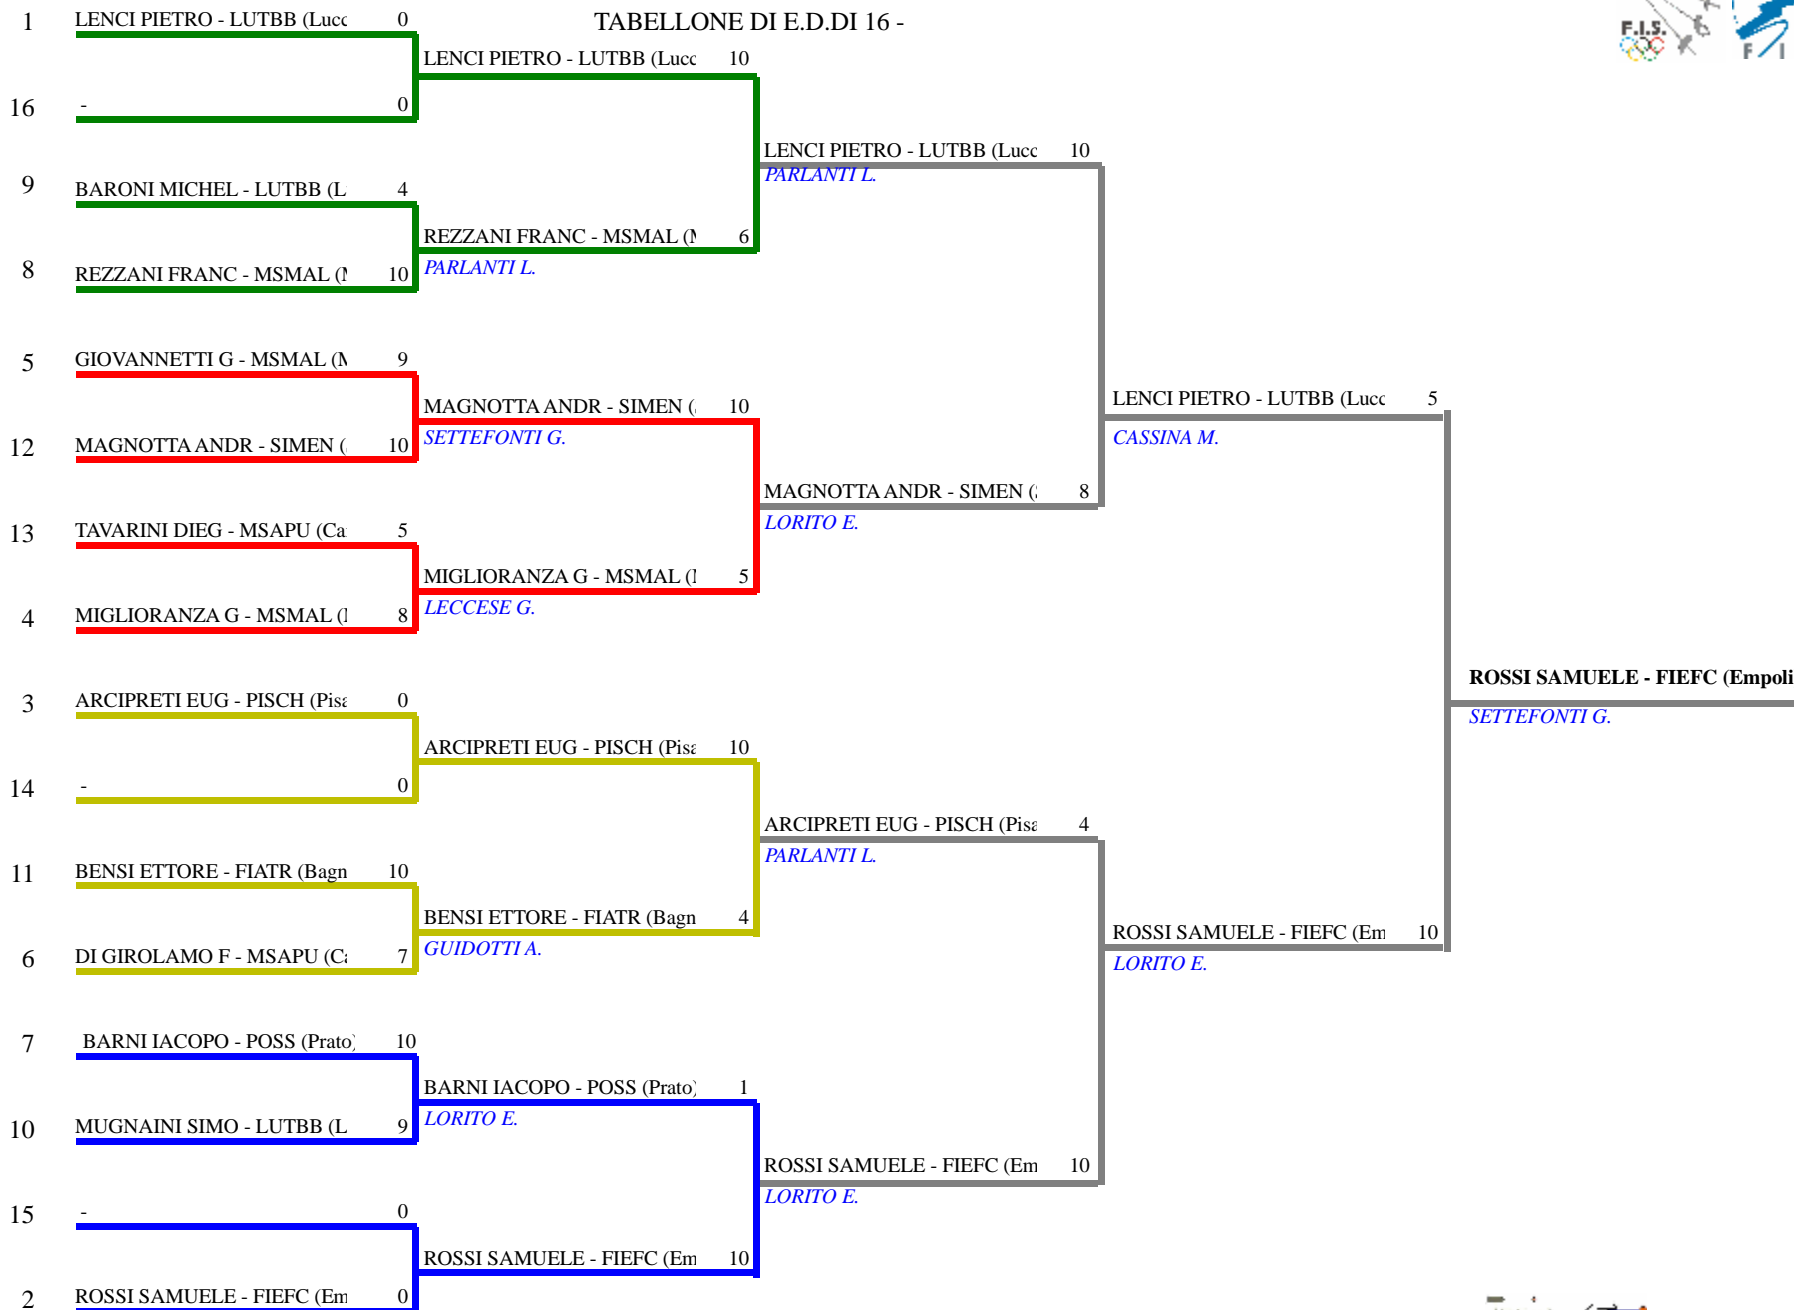 TABELLONE DI E.D.DI 16 -
F.I.S.
F I
1 LENCI PIETRO - LUTBB (Lucc 0
LENCI PIETRO - LUTBB (Lucc 10
16 - 0
LENCI PIETRO - LUTBB (Lucc 10
PARLANTI L.
9 BARONI MICHEL - LUTBB (L 4
REZZANI FRANC - MSMAL (M 6
PARLANTI L.
8 REZZANI FRANC - MSMAL (M 10
5 GIOVANNETTI G - MSMAL (M 9
LENCI PIETRO - LUTBB (Lucc 5
CASSINA M.
MAGNOTTA ANDR - SIMEN ( 10
SETTEFONTI G.
12 MAGNOTTA ANDR - SIMEN ( 10
MAGNOTTA ANDR - SIMEN (S 8
LORITO E.
13 TAVARINI DIEG - MSAPU (Ca 5
MIGLIORANZA G - MSMAL (M 5
LECCESE G.
4 MIGLIORANZA G - MSMAL (M 8
ROSSI SAMUELE - FIEFC (Empoli
SETTEFONTI G.
3 ARCIPRETI EUG - PISCH (Pisa 0
ARCIPRETI EUG - PISCH (Pisa 10
14 - 0
ARCIPRETI EUG - PISCH (Pisa 4
PARLANTI L.
11 BENSI ETTORE - FIATR (Bagn 10
BENSI ETTORE - FIATR (Bagn 4
GUIDOTTI A.
ROSSI SAMUELE - FIEFC (Em 10
LORITO E.
6 DI GIROLAMO F - MSAPU (Ca 7
7 BARNI IACOPO - POSS (Prato) 10
BARNI IACOPO - POSS (Prato) 1
LORITO E.
10 MUGNAINI SIMO - LUTBB (L 9
ROSSI SAMUELE - FIEFC (Em 10
LORITO E.
15 - 0
ROSSI SAMUELE - FIEFC (Em 10
2 ROSSI SAMUELE - FIEFC (Em 0